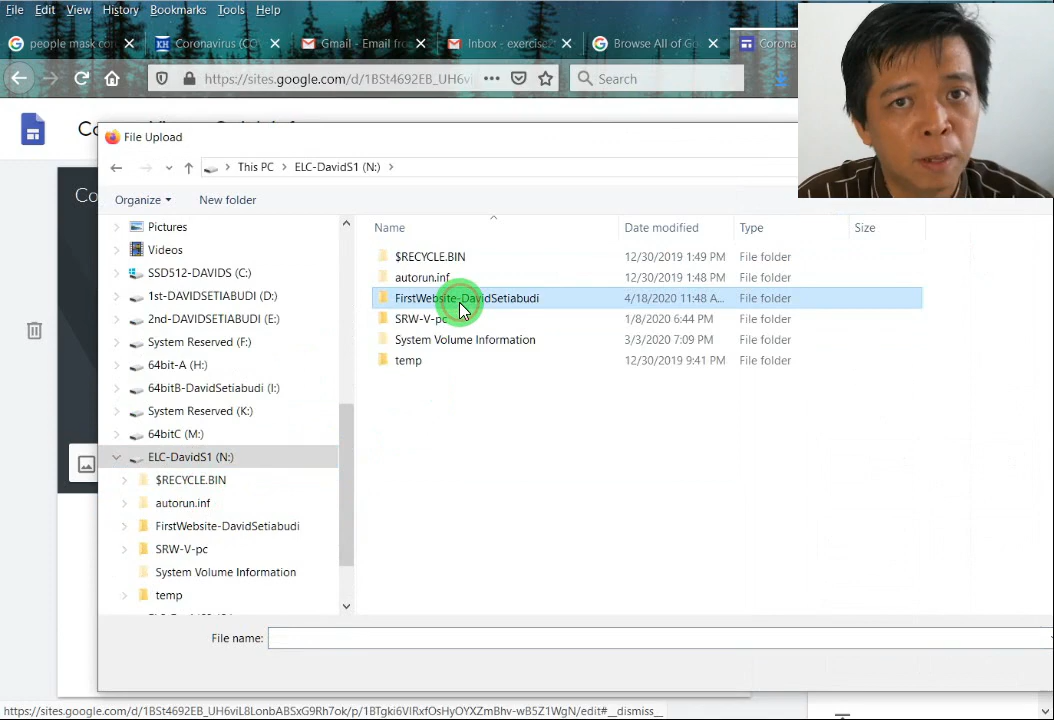 File Edit View History Bookmarks Tools Help
people mask cor
Coronavirus (CO
Gmail - Email fro
Inbox - exercise2
Browse All of Go
Corona
https://sites.google.com/d/1BSt4692EB_UH6vi
Search
File Upload
This PC > ELC-DavidS1 (N:) >
Organize New folder
Pictures
Videos
SSD512-DAVIDS (C:)
1st-DAVIDSETIABUDI (D:)
2nd-DAVIDSETIABUDI (E:)
System Reserved (F:)
64bit-A (H:)
64bitB-DavidSetiabudi (I:)
System Reserved (K:)
64bitC (M:)
ELC-DavidS1 (N:)
$RECYCLE.BIN
autorun.inf
FirstWebsite-DavidSetiabudi
SRW-V-pc
System Volume Information
temp
Name Date modified Type Size
$RECYCLE.BIN 12/30/2019 1:49 PM File folder
autorun.inf 12/30/2019 1:48 PM File folder
FirstWebsite-DavidSetiabudi 4/18/2020 11:48 A... File folder
SRW-V-pc 1/8/2020 6:44 PM File folder
System Volume Information 3/3/2020 7:09 PM File folder
temp 12/30/2019 9:41 PM File folder
File name:
https://sites.google.com/d/1BSt4692EB_UH6viL8LonbABSxG9Rh7ok/p/1BTgki6VIRxfOsHyOYXZmBhv-wB5Z1WgN/edit#__dismiss__